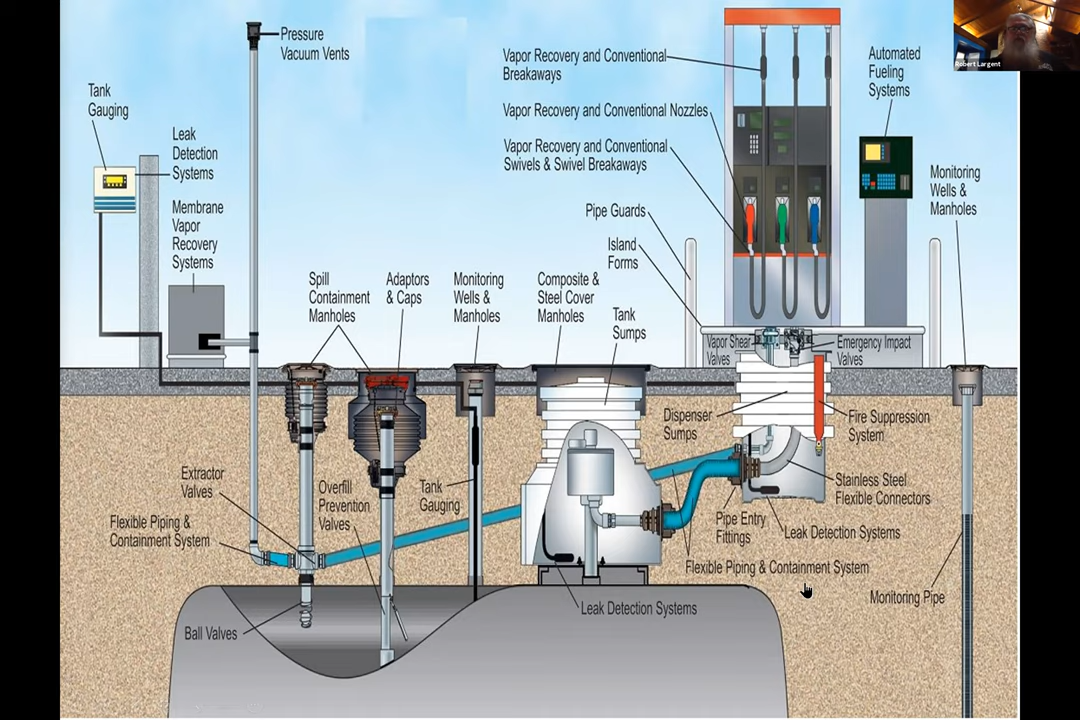 Pressure
Vacuum Vents
Tank
Gauging
Leak
Detection
Systems
Membrane
Vapor
Recovery
Systems
Vapor Recovery and Conventional
Breakaways
Vapor Recovery and Conventional Nozzles
Vapor Recovery and Conventional
Swivels & Swivel Breakaways
Automated
Fueling
Systems
Robert Largent
Pipe Guards
Island
Forms
Monitoring
Wells &
Manholes
Spill
Containment
Manholes
Adaptors
& Caps
Monitoring
Wells &
Manholes
Composite &
Steel Cover
Manholes
Tank
Sumps
Vapor Shear
Valves
Emergency Impact
Valves
Dispenser
Sumps
Fire Suppression
System
Extractor
Valves
Overfill
Prevention
Valves
Tank
Gauging
Flexible Piping &
Containment System
Stainless Steel
Flexible Connectors
Pipe Entry
Fittings
Leak Detection Systems
Flexible Piping & Containment System
Ball Valves
Leak Detection Systems
Monitoring Pipe